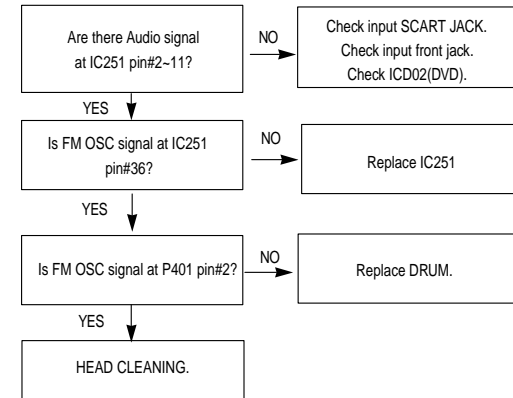 Are there Audio signal
at IC251 pin#2~11?
NO
Check input SCART JACK.
Check input front jack.
Check ICD02(DVD).
YES
Is FM OSC signal at IC251
pin#36?
NO
Replace IC251
YES
Is FM OSC signal at P401 pin#2?
NO
Replace DRUM.
YES
HEAD CLEANING.